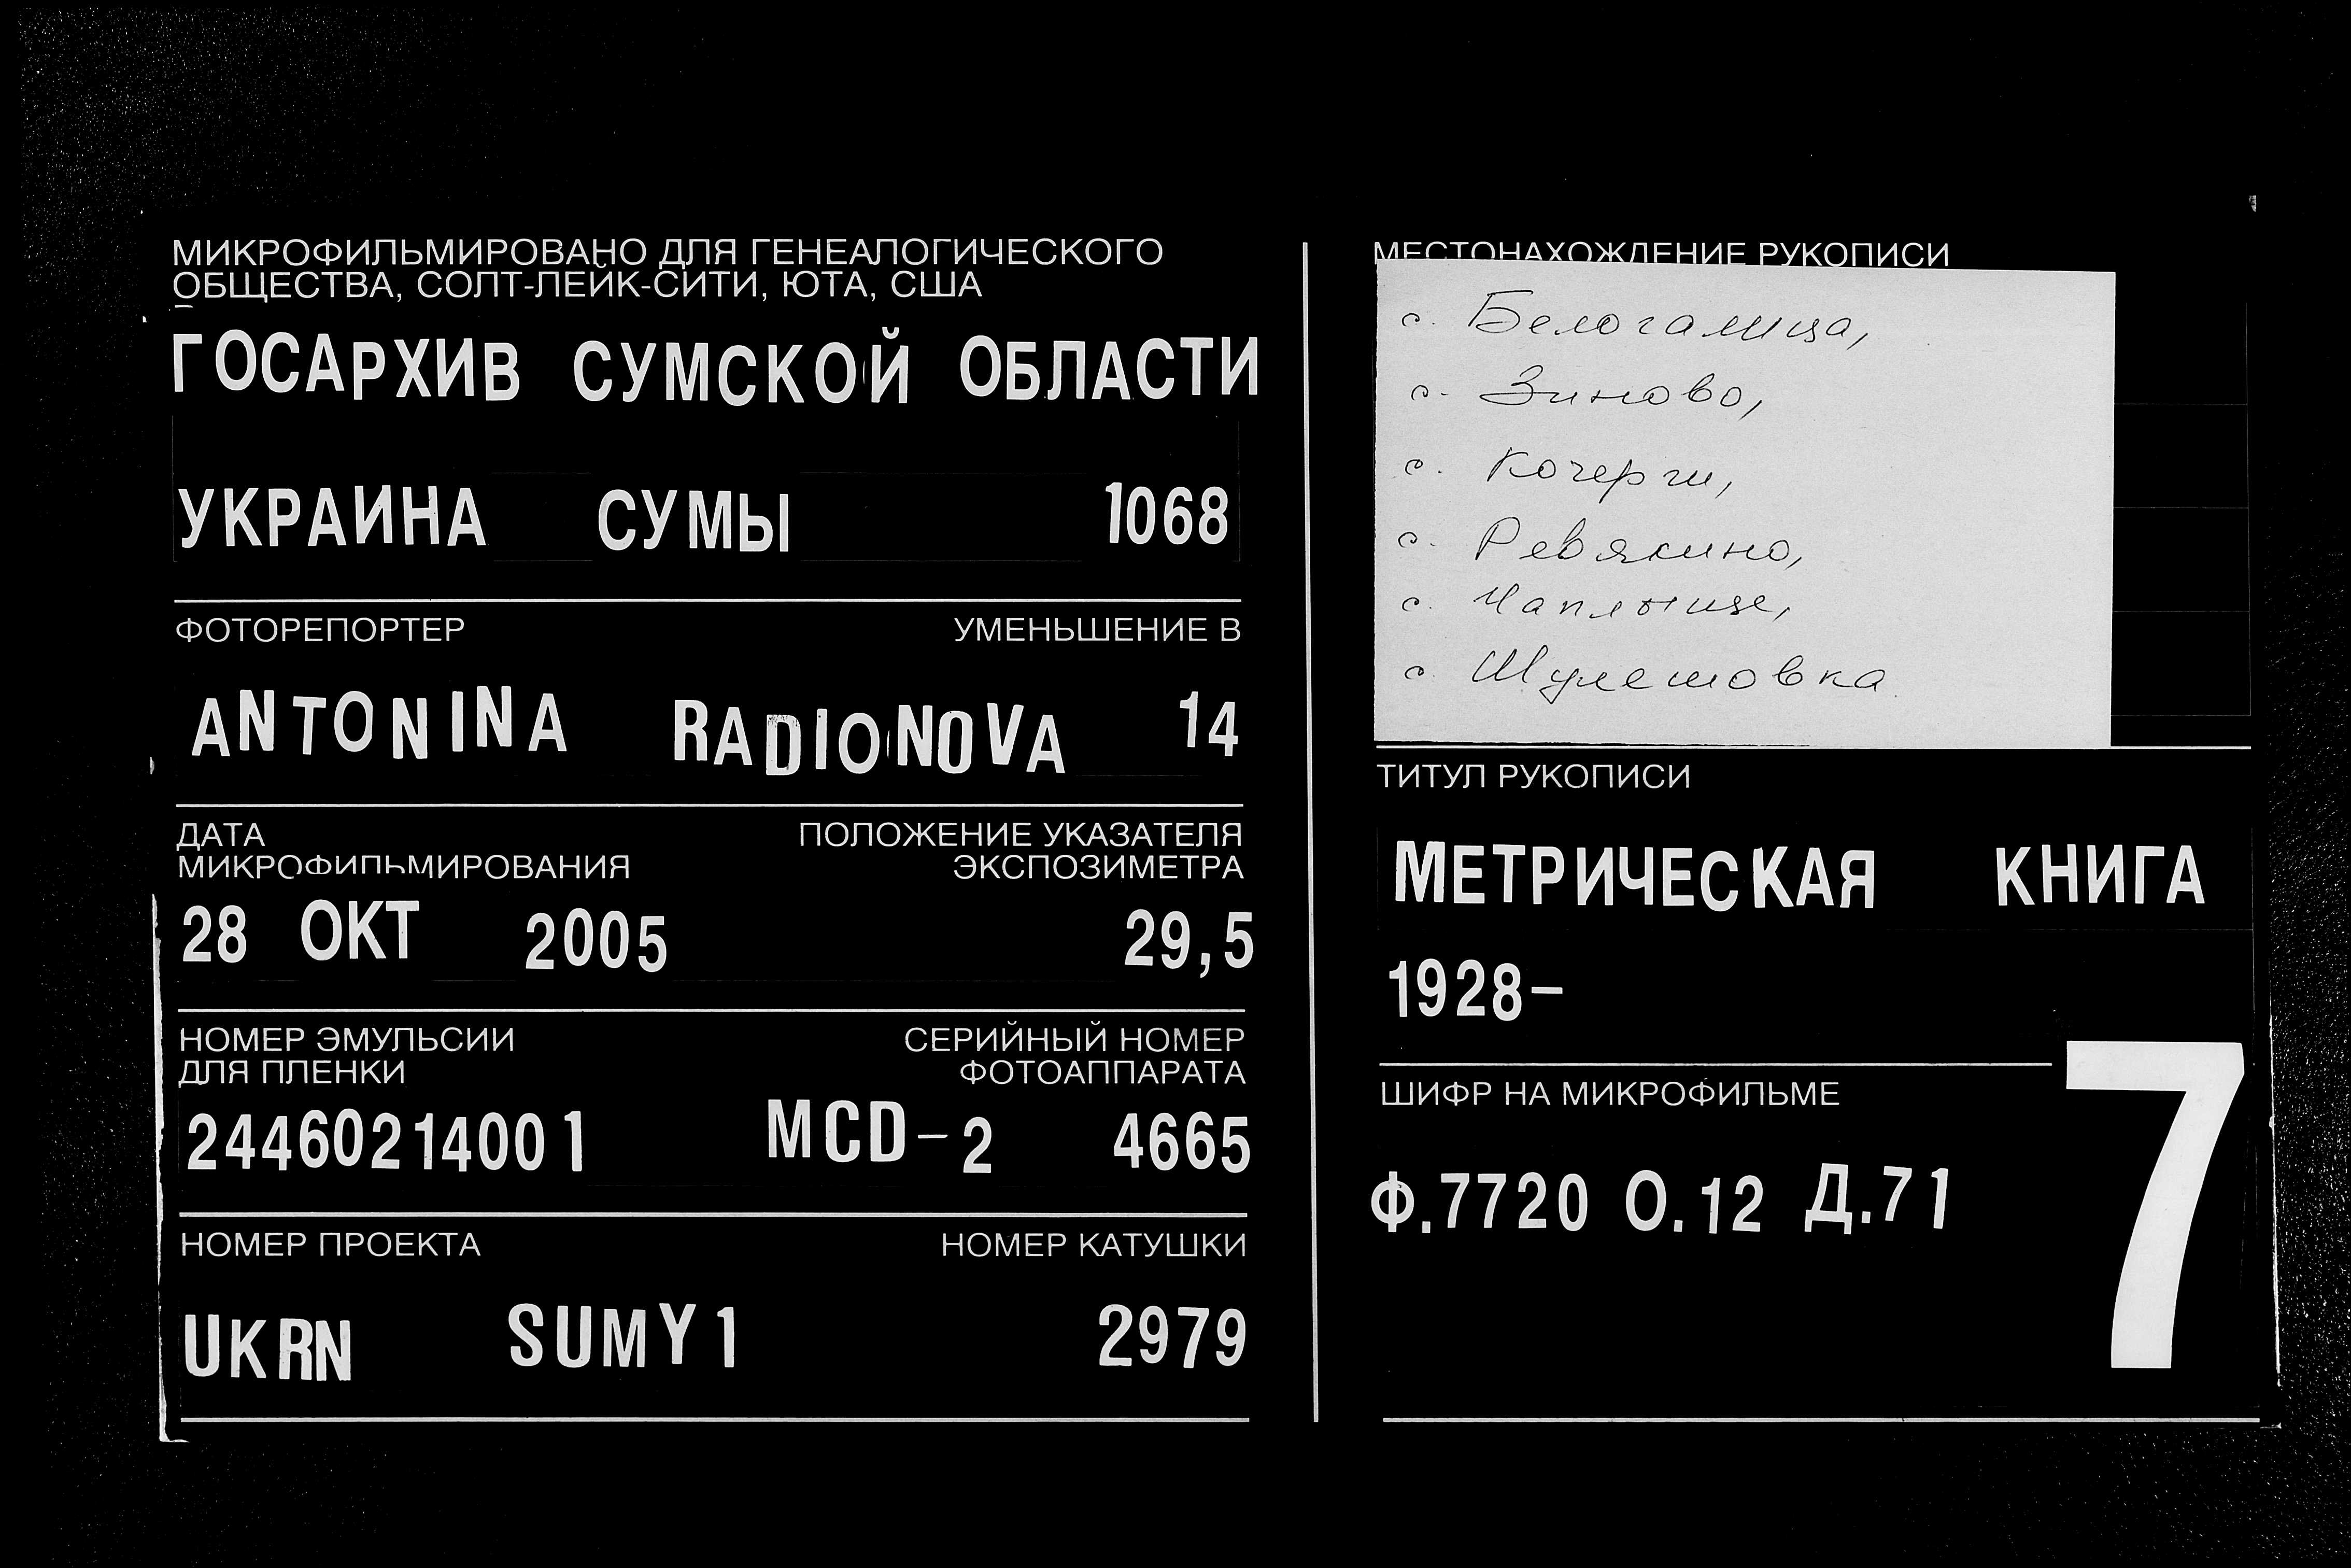 МИКРОФИЛЬМИРОВАНО ДЛЯ ГЕНЕАЛОГИЧЕСКОГО
ОБЩЕСТВА, СОЛТ-ЛЕЙК-СИТИ, ЮТА, США
ГОСАРХИВ СУМСКОЙ ОБЛАСТИ
УКРАИНА СУМЫ 1068
ФОТОРЕПОРТЕР УМЕНЬШЕНИЕ В
ANTONINA RADIONOVA 14
ДАТА ПОЛОЖЕНИЕ УКАЗАТЕЛЯ
МИКРОФИЛЬМИРОВАНИЯ ЭКСПОЗИМЕТРА
28 ОКТ 2005 29,5
НОМЕР ЭМУЛЬСИИ СЕРИЙНЫЙ НОМЕР
ДЛЯ ПЛЕНКИ ФОТОАППАРАТА
24460214001 MCD-2 4665
НОМЕР ПРОЕКТА НОМЕР КАТУШКИ
UKRN SUMY1 2979
МЕСТОНАХОЖДЕНИЕ РУКОПИСИ
с. Белогалица,
с. Зиново,
с. Кочерги,
с. Ревякино,
с.
с. Шулешовка
ТИТУЛ РУКОПИСИ
МЕТРИЧЕСКАЯ КНИГА
1928-
ШИФР НА МИКРОФИЛЬМЕ
Ф.7720 О.12 Д.71
7